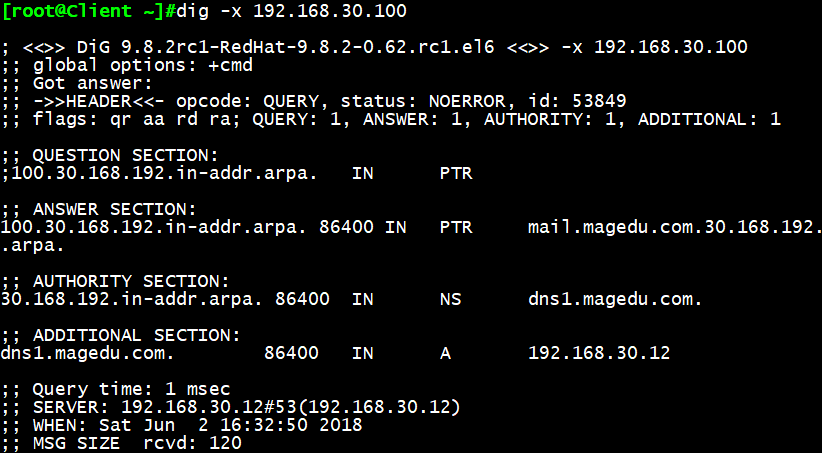 [root@Client ~]#dig -x 192.168.30.100

; <<>> DiG 9.8.2rc1-RedHat-9.8.2-0.62.rc1.el6 <<>> -x 192.168.30.100
;; global options: +cmd
;; Got answer:
;; ->>HEADER<<- opcode: QUERY, status: NOERROR, id: 53849
;; flags: qr aa rd ra; QUERY: 1, ANSWER: 1, AUTHORITY: 1, ADDITIONAL: 1

;; QUESTION SECTION:
;100.30.168.192.in-addr.arpa.   IN      PTR

;; ANSWER SECTION:
100.30.168.192.in-addr.arpa. 86400 IN   PTR     mail.magedu.com.30.168.192.
.arpa.

;; AUTHORITY SECTION:
30.168.192.in-addr.arpa. 86400  IN      NS      dns1.magedu.com.

;; ADDITIONAL SECTION:
dns1.magedu.com.        86400   IN      A       192.168.30.12

;; Query time: 1 msec
;; SERVER: 192.168.30.12#53(192.168.30.12)
;; WHEN: Sat Jun  2 16:32:50 2018
;; MSG SIZE  rcvd: 120